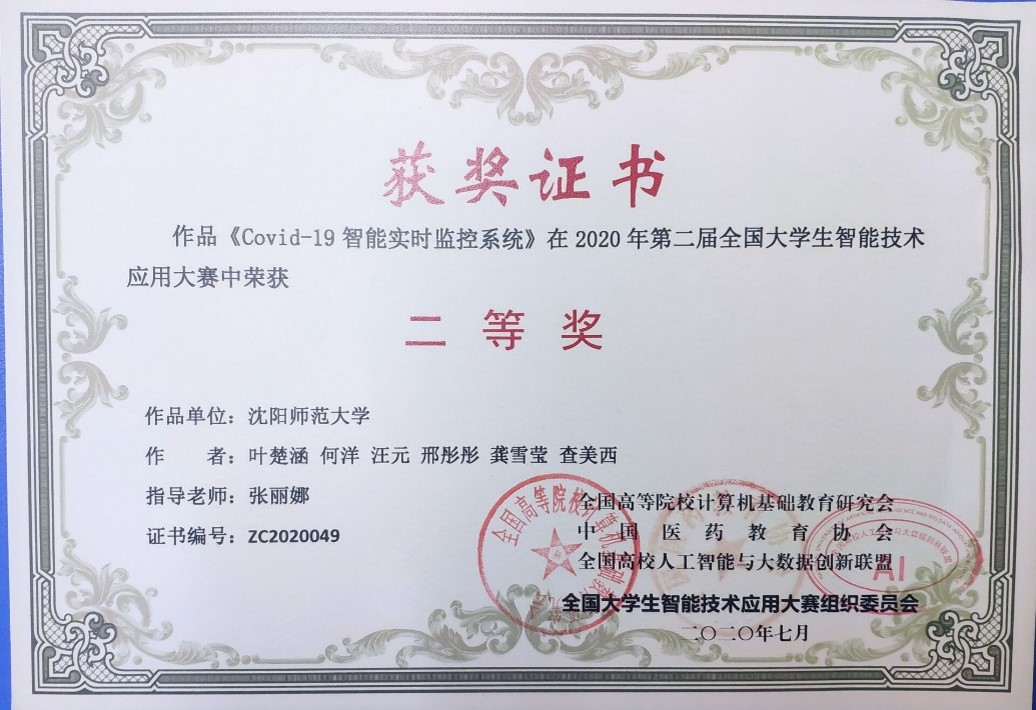 获奖证书
作品《Covid-19 智能实时监控系统》在 2020 年第二届全国大学生智能技术
应用大赛中荣获
二等奖
作品单位：沈阳师范大学
作 者：叶楚涵 何洋 汪元 邢彤彤 龚雪莹 查美西
指导老师：张丽娜
证书编号：ZC2020049
全国高等院校计算机基础教育研究会
中国医药教育协会
全国高校人工智能与大数据创新联盟
AI
全国大学生智能技术应用大赛组织委员会
二〇二〇年七月